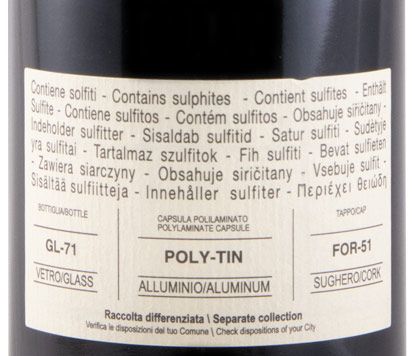 Contiene solfiti - Contains sulphites - Contient sulfites - Enthält
Sulfite - Contiene sulfitos - Contém sulfitos - Obsahuje siřičitany -
Indeholder sulfitter - Sisaldab sulfitid - Satur sulfiti - Sudėtyje
yra sulfitai - Tartalmaz szulfitok - Fih sulfiti - Bevat sulfieten
- Zawiera siarczyny - Obsahuje siričitany - Vsebuje sulfit -
Sisältää sulfiitteja - Innehåller sulfiter - Περιέχει θειώδη
BOTTIGLIA/BOTTLE
GL-71
VETRO/GLASS
CAPSULA POLILAMINATO
POLYLAMINATE CAPSULE
POLY-TIN
ALLUMINIO/ALUMINUM
TAPPO/CAP
FOR-51
SUGHERO/CORK
Raccolta differenziata \ Separate collection
Verifica le disposizioni del tuo Comune \ Check dispositions of your City